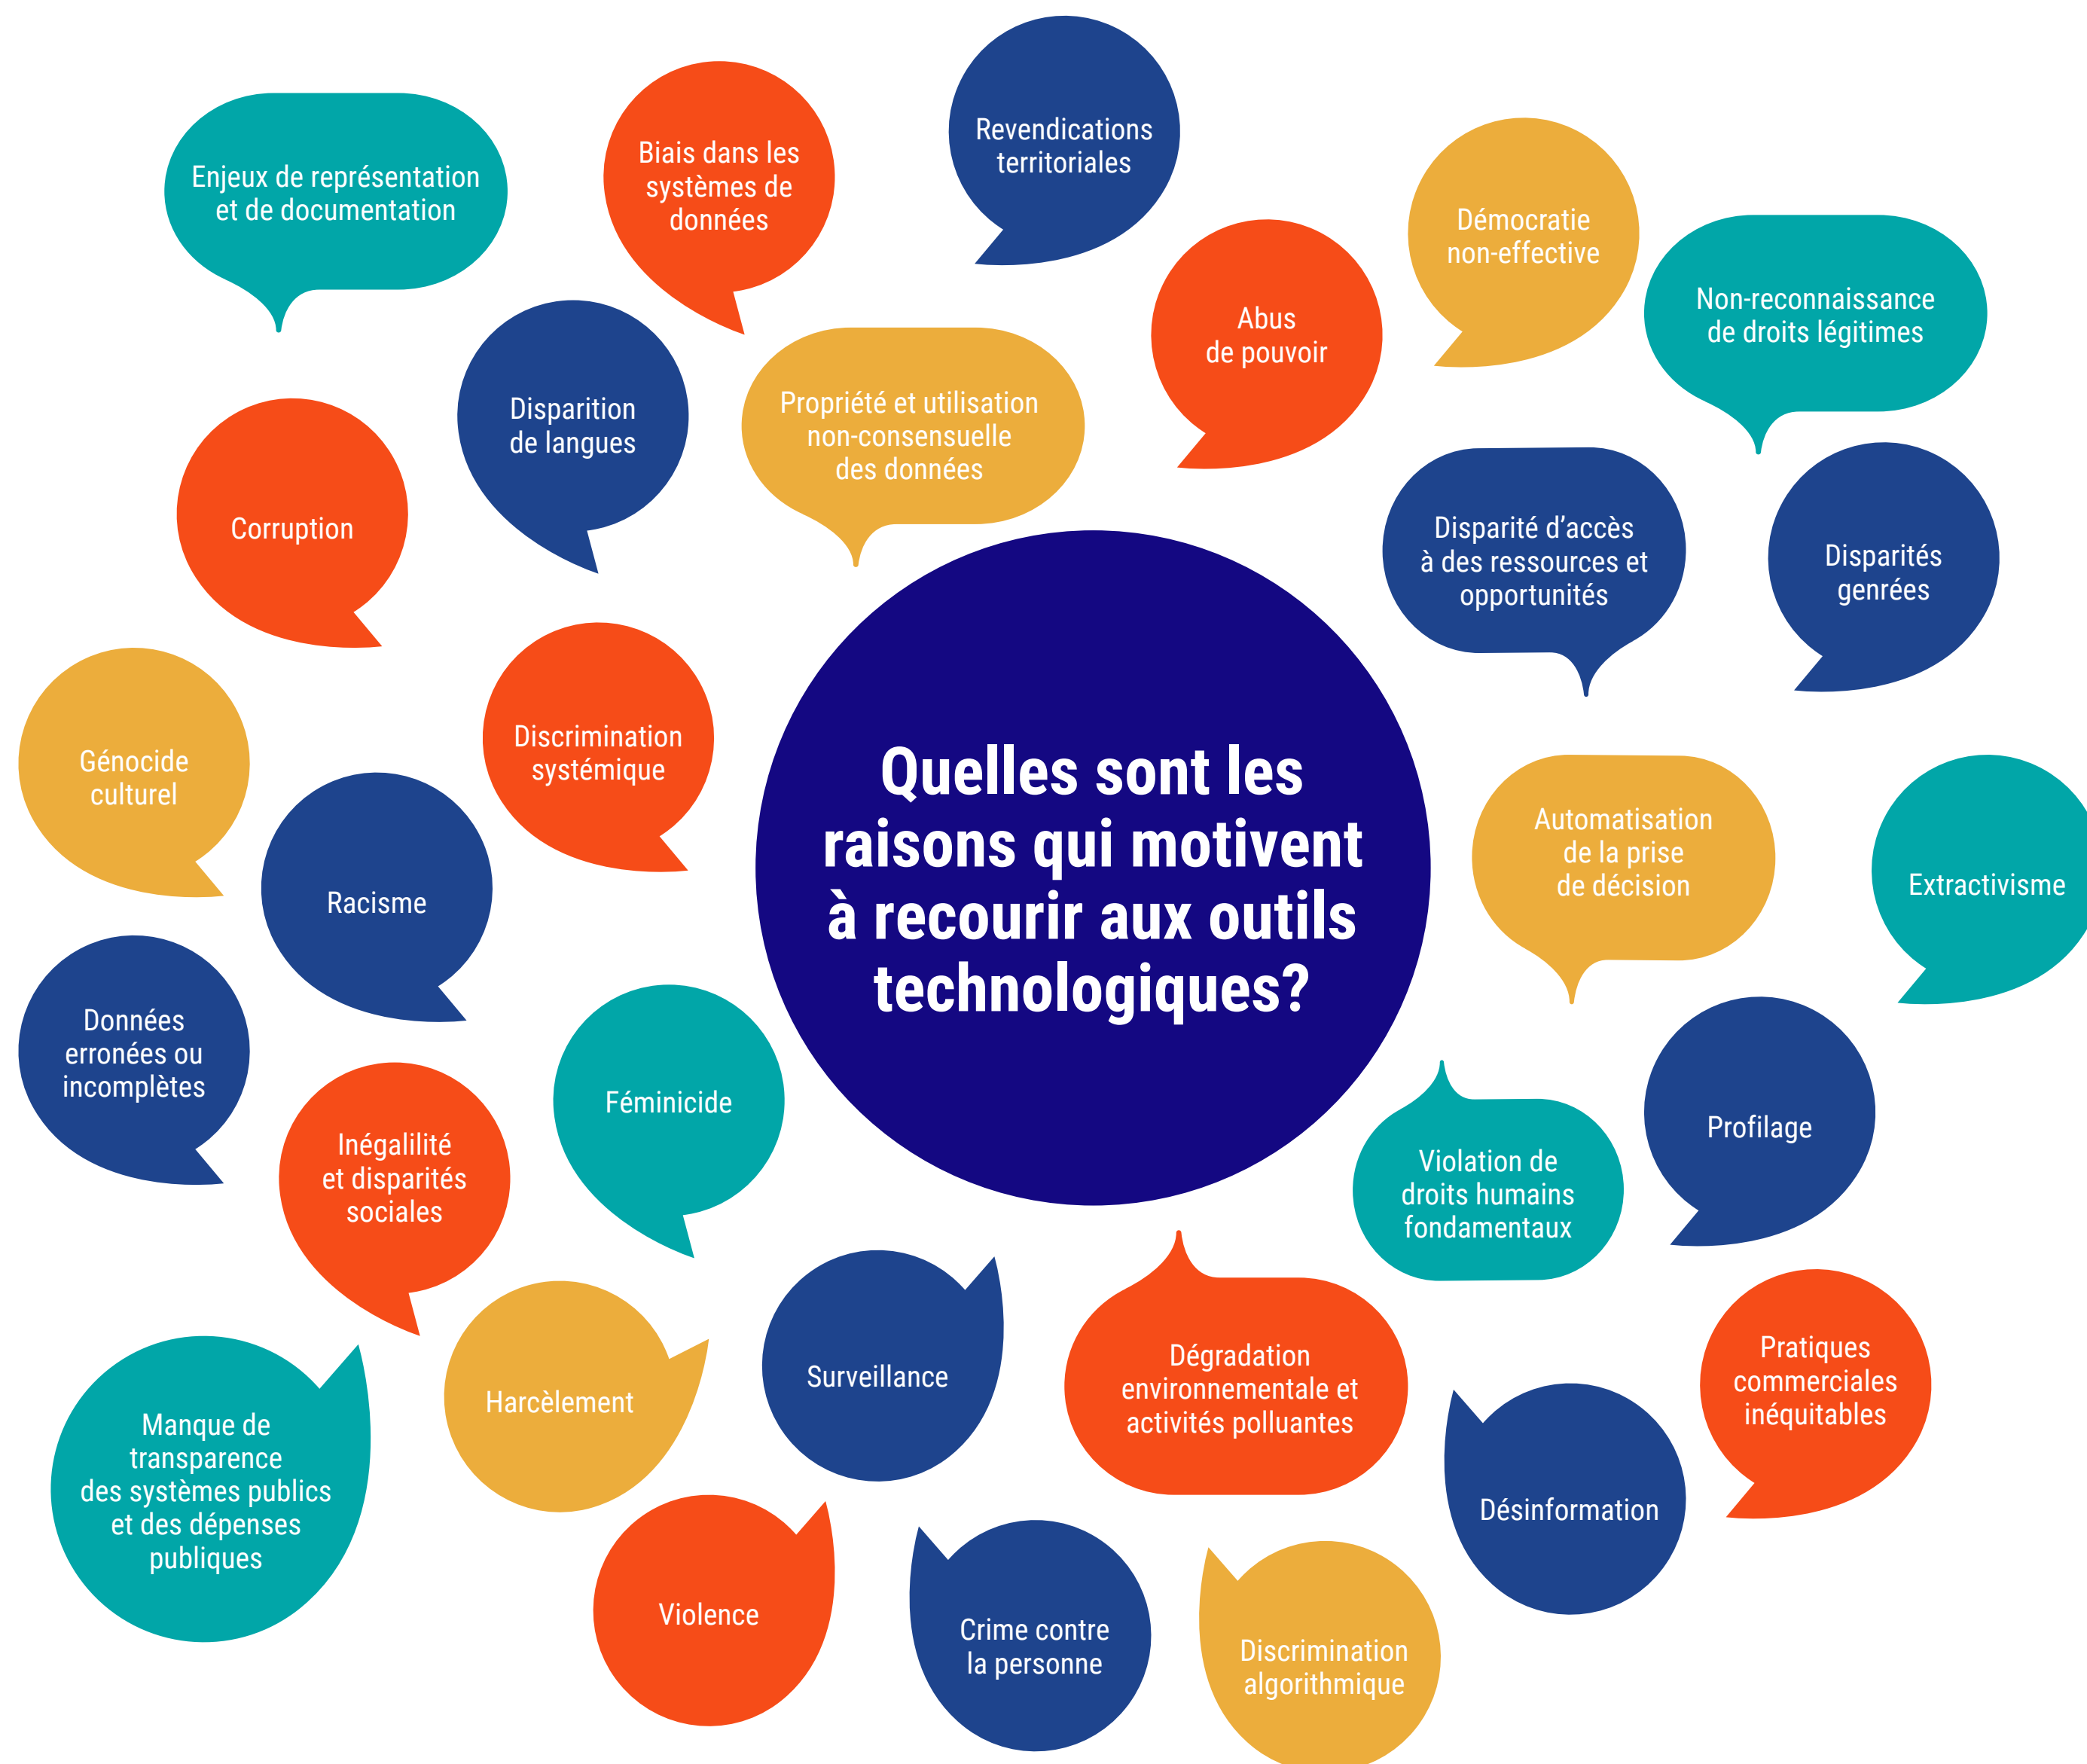 Revendications
territoriales
Biais dans les
systèmes de
données
Enjeux de représentation
et de documentation
Démocratie
non-effective
Non-reconnaissance
de droits légitimes
Abus
de pouvoir
Disparition
de langues
Propriété et utilisation
non-consensuelle
des données
Corruption
Disparité d’accès
à des ressources et
opportunités
Disparités
genrées
Génocide
culturel
Discrimination
systémique
Quelles sont les
raisons qui motivent
à recourir aux outils
technologiques?
Automatisation
de la prise
de décision
Extractivisme
Racisme
Données
erronées ou
incomplètes
Féminicide
Profilage
Inégalilité
et disparités
sociales
Violation de
droits humains
fondamentaux
Harcèlement
Surveillance
Dégradation
environnementale et
activités polluantes
Pratiques
commerciales
inéquitables
Manque de
transparence
des systèmes publics
et des dépenses
publiques
Désinformation
Violence
Crime contre
la personne
Discrimination
algorithmique